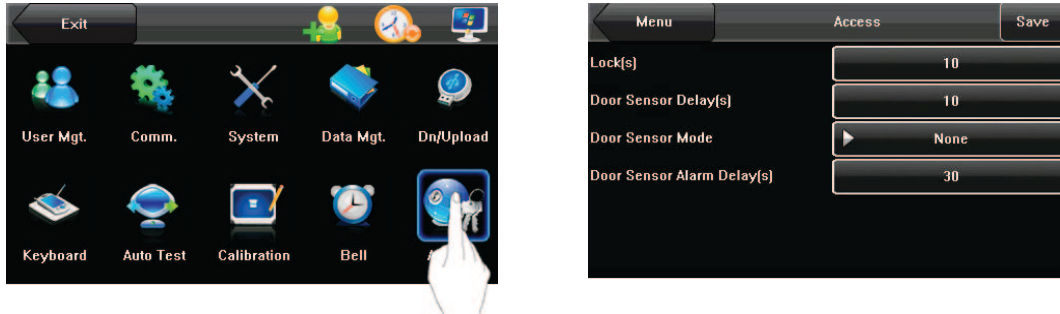 Exit
User Mgt. Comm. System Data Mgt. Dn/Upload
Keyboard Auto Test Calibration Bell
Menu Access Save
Lock(s) 10
Door Sensor Delay(s) 10
Door Sensor Mode None
Door Sensor Alarm Delay(s) 30